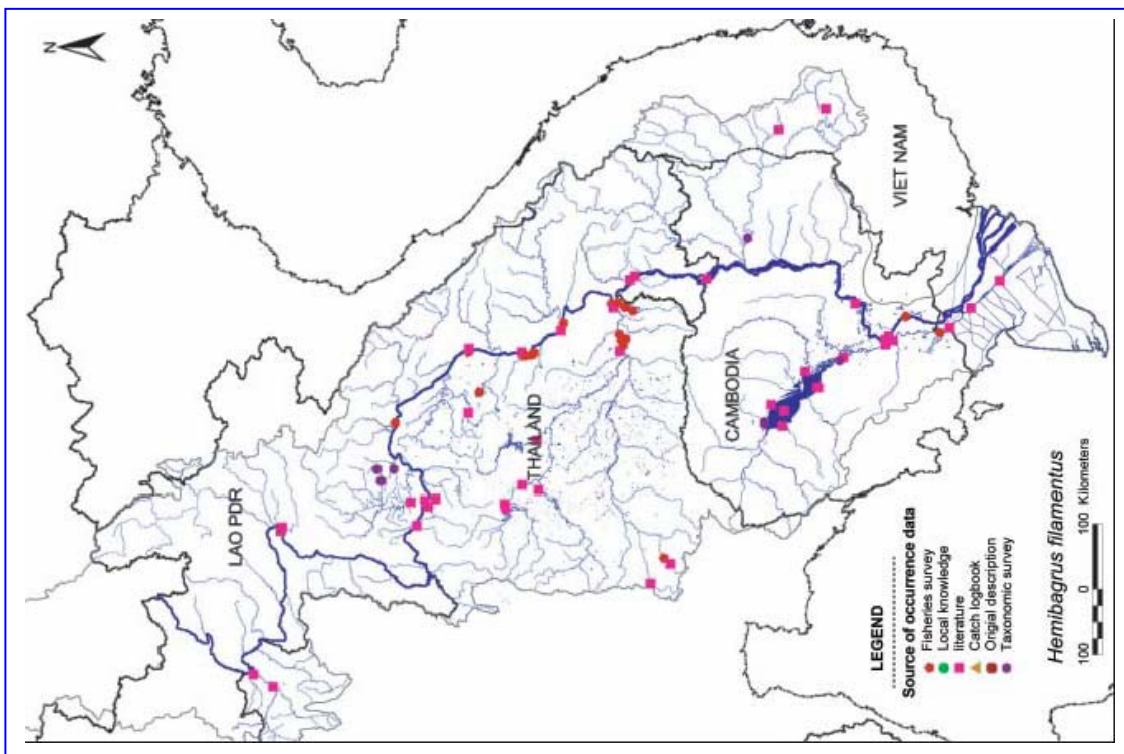 N
LAO PDR
THAILAND
CAMBODIA
VIET NAM
LEGEND
Source of occurrence data
Fisheries survey
Local knowledge
literature
Catch logbook
Origial description
Taxonomic survey
Hemibagrus filamentus
100 0 100 Kilometers